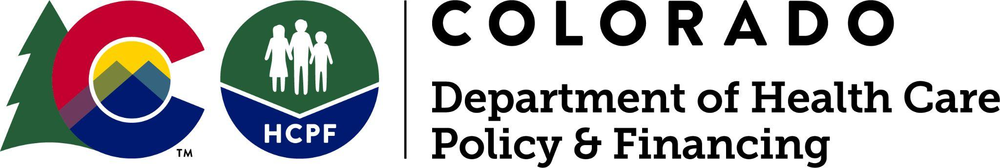 TM
HCPF
COLORADO
Department of Health Care
Policy & Financing